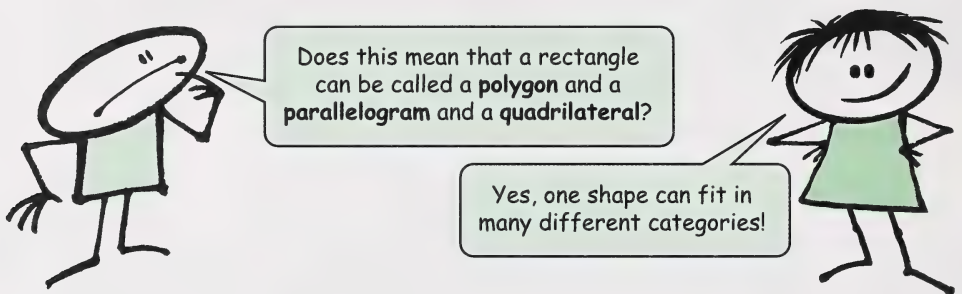 Does this mean that a rectangle
can be called a polygon and a
parallelogram and a quadrilateral?
Yes, one shape can fit in
many different categories!